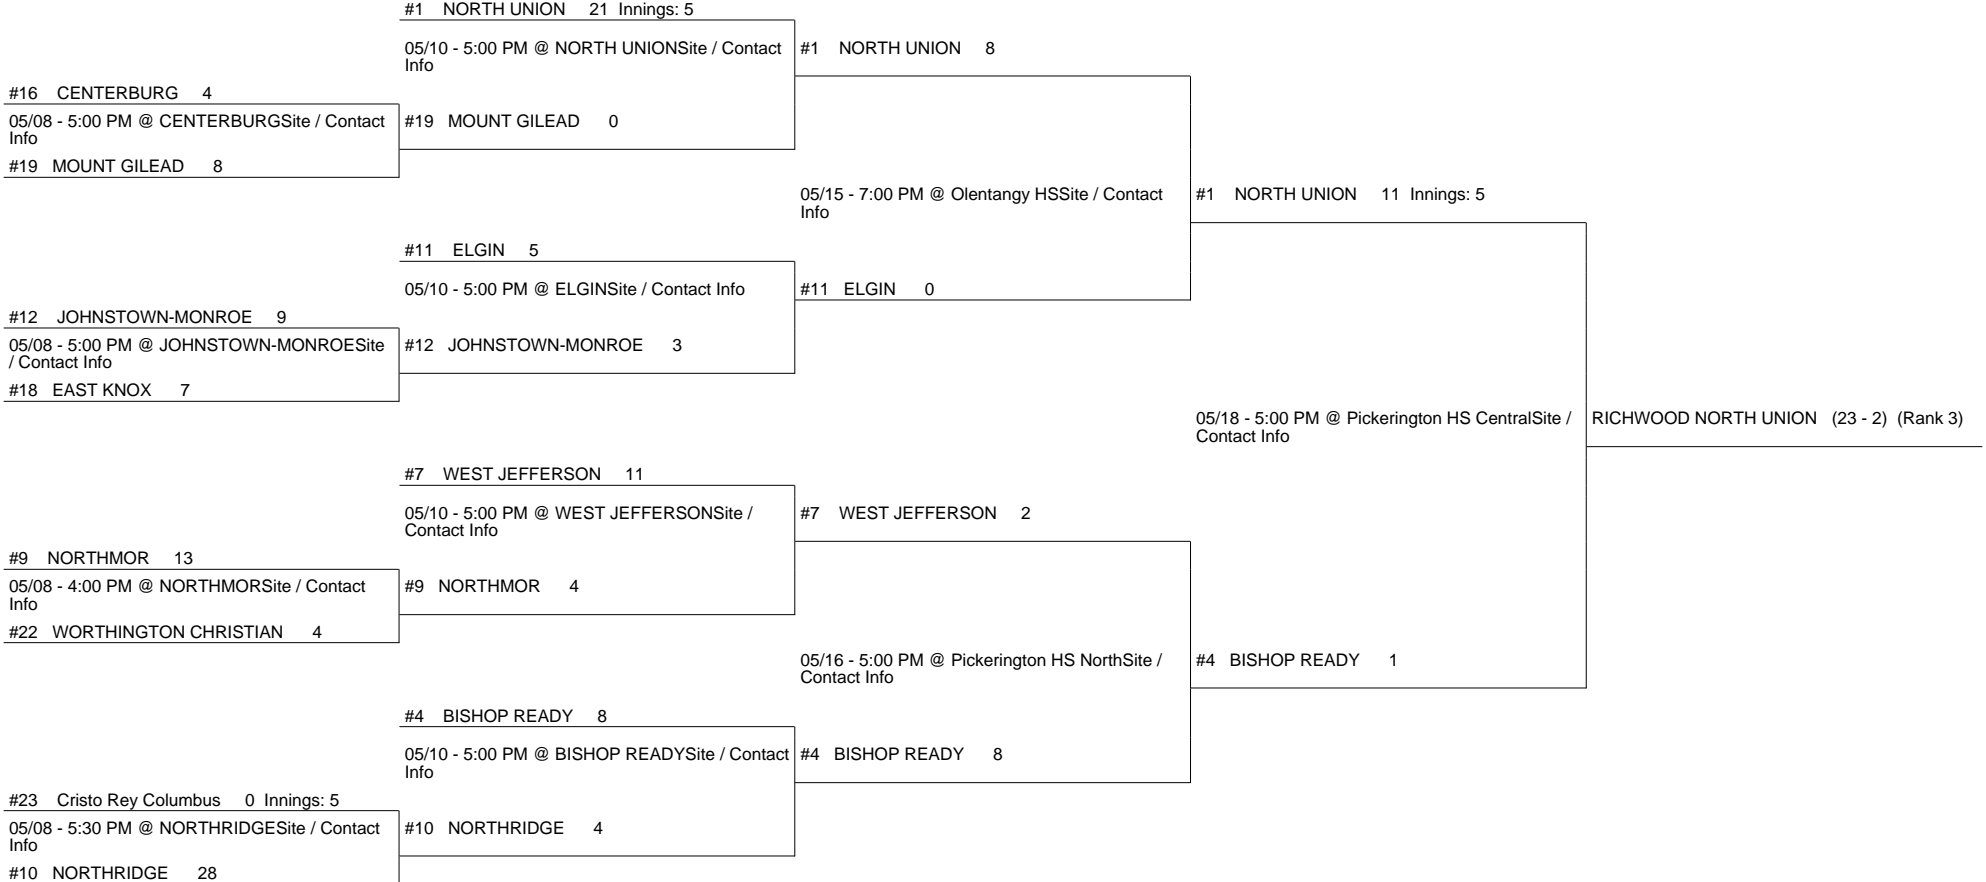 #1 NORTH UNION 21 Innings: 5
05/10 - 5:00 PM @ NORTH UNIONSite / Contact
Info
#1 NORTH UNION 8
#16 CENTERBURG 4
05/08 - 5:00 PM @ CENTERBURGSite / Contact
Info
#19 MOUNT GILEAD 0
#19 MOUNT GILEAD 8
05/15 - 7:00 PM @ Olentangy HSSite / Contact
Info
#1 NORTH UNION 11 Innings: 5
#11 ELGIN 5
05/10 - 5:00 PM @ ELGINSite / Contact Info
#11 ELGIN 0
#12 JOHNSTOWN-MONROE 9
05/08 - 5:00 PM @ JOHNSTOWN-MONROESite
/ Contact Info
#12 JOHNSTOWN-MONROE 3
#18 EAST KNOX 7
05/18 - 5:00 PM @ Pickerington HS CentralSite /
Contact Info
RICHWOOD NORTH UNION (23 - 2) (Rank 3)
#7 WEST JEFFERSON 11
05/10 - 5:00 PM @ WEST JEFFERSONSite /
Contact Info
#7 WEST JEFFERSON 2
#9 NORTHMOR 13
05/08 - 4:00 PM @ NORTHMORSite / Contact
Info
#9 NORTHMOR 4
#22 WORTHINGTON CHRISTIAN 4
05/16 - 5:00 PM @ Pickerington HS NorthSite /
Contact Info
#4 BISHOP READY 1
#4 BISHOP READY 8
05/10 - 5:00 PM @ BISHOP READYSite / Contact
Info
#4 BISHOP READY 8
#23 Cristo Rey Columbus 0 Innings: 5
05/08 - 5:30 PM @ NORTHRIDGESite / Contact
Info
#10 NORTHRIDGE 4
#10 NORTHRIDGE 28